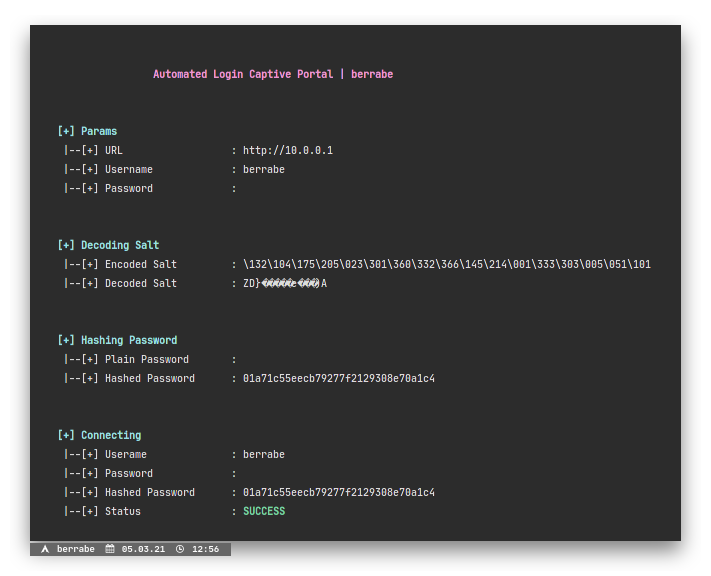 Automated Login Captive Portal | berrabe
[+] Params
|--[+] URL : http://10.0.0.1
|--[+] Username : berrabe
|--[+] Password :
[+] Decoding Salt
|--[+] Encoded Salt : \132\104\175\205\023\301\360\332\366\145\214\001\333\303\005\051\101
|--[+] Decoded Salt : ZD}�����e���)A
[+] Hashing Password
|--[+] Plain Password :
|--[+] Hashed Password : 01a71c55eecb79277f2129308e70a1c4
[+] Connecting
|--[+] Userame : berrabe
|--[+] Password :
|--[+] Hashed Password : 01a71c55eecb79277f2129308e70a1c4
|--[+] Status : SUCCESS
berrabe 05.03.21 12:56